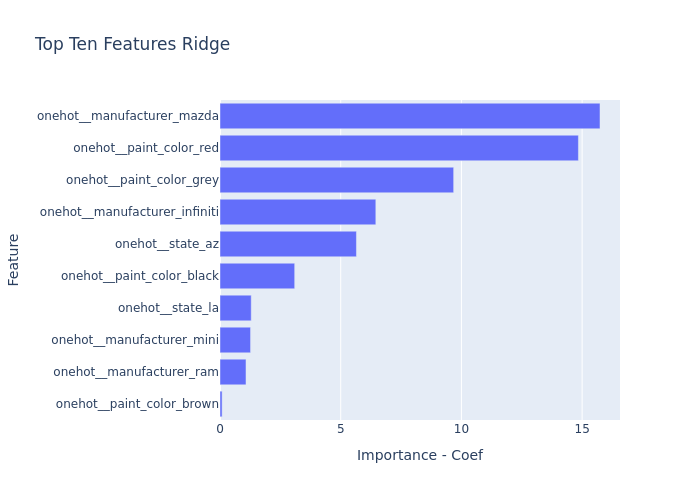 Top Ten Features Ridge
onehot__manufacturer_mazda
onehot__paint_color_red
onehot__paint_color_grey
onehot__manufacturer_infiniti
onehot__state_az
onehot__paint_color_black
onehot__state_la
onehot__manufacturer_mini
onehot__manufacturer_ram
onehot__paint_color_brown
Feature
0 5 10 15
Importance - Coef